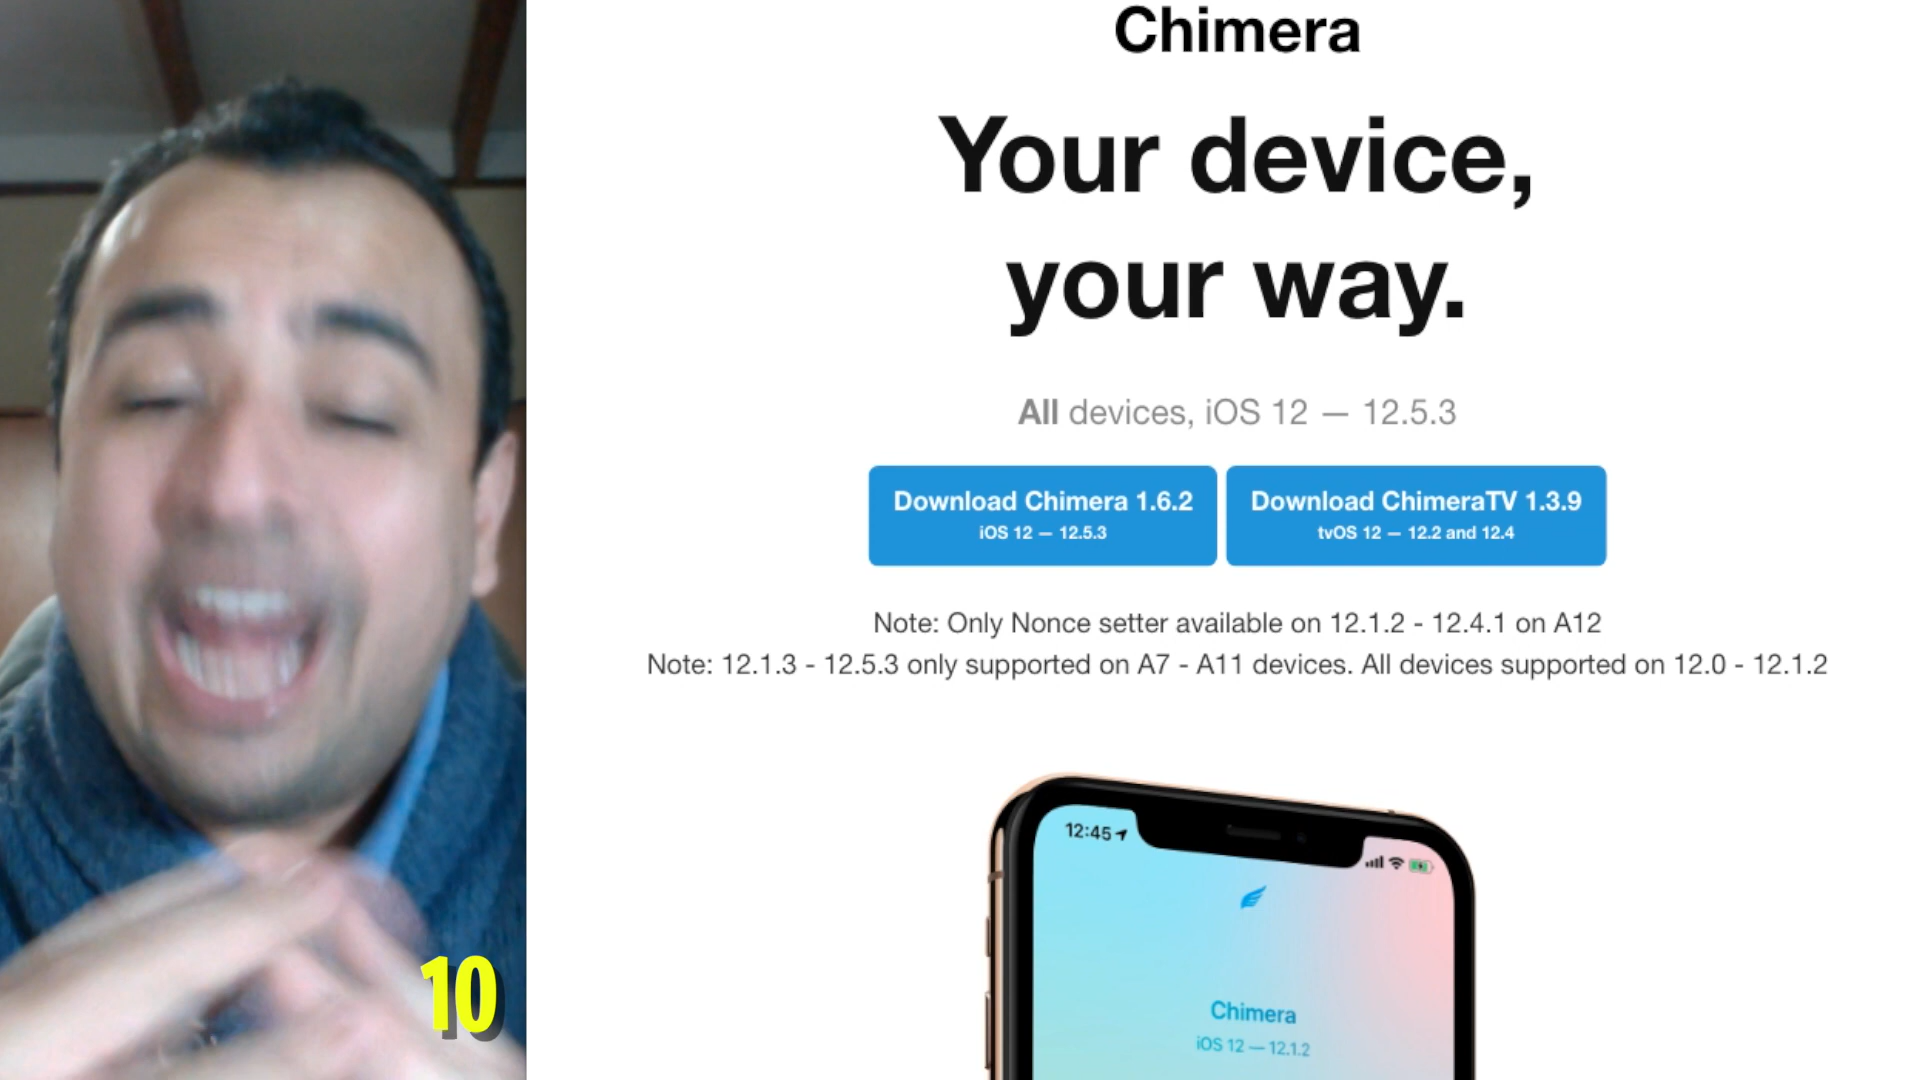 Chimera
Your device,
your way.
All devices, iOS 12 — 12.5.3
Download Chimera 1.6.2
iOS 12 — 12.5.3
Download ChimeraTV 1.3.9
tvOS 12 — 12.2 and 12.4
Note: Only Nonce setter available on 12.1.2 - 12.4.1 on A12
Note: 12.1.3 - 12.5.3 only supported on A7 - A11 devices. All devices supported on 12.0 - 12.1.2
12:45
Chimera
iOS 12 — 12.1.2
10